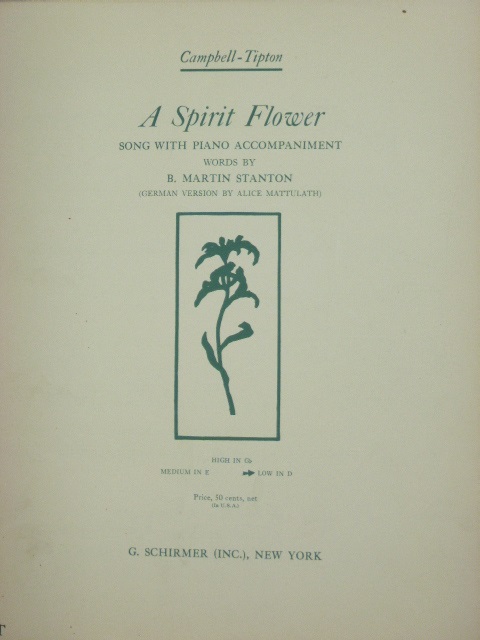 Campbell-Tipton
A Spirit Flower
SONG WITH PIANO ACCOMPANIMENT
WORDS BY
B. MARTIN STANTON
(GERMAN VERSION BY ALICE MATTULATH)
HIGH IN G♭
MEDIUM IN E LOW IN D
Price, 50 cents, net
(In U.S.A.)
G. SCHIRMER (INC.), NEW YORK